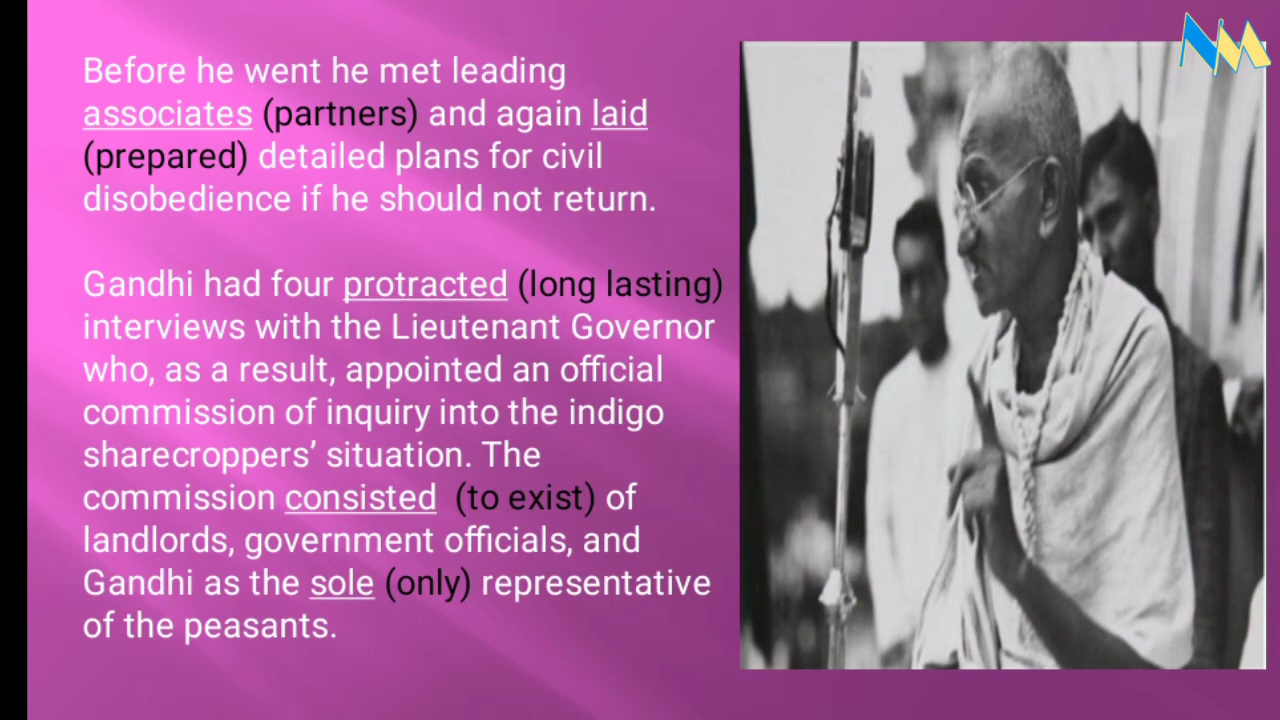 Before he went he met leading
associates (partners) and again laid
(prepared) detailed plans for civil
disobedience if he should not return.
Gandhi had four protracted (long lasting)
interviews with the Lieutenant Governor
who, as a result, appointed an official
commission of inquiry into the indigo
sharecroppers’ situation. The
commission consisted (to exist) of
landlords, government officials, and
Gandhi as the sole (only) representative
of the peasants.
NM